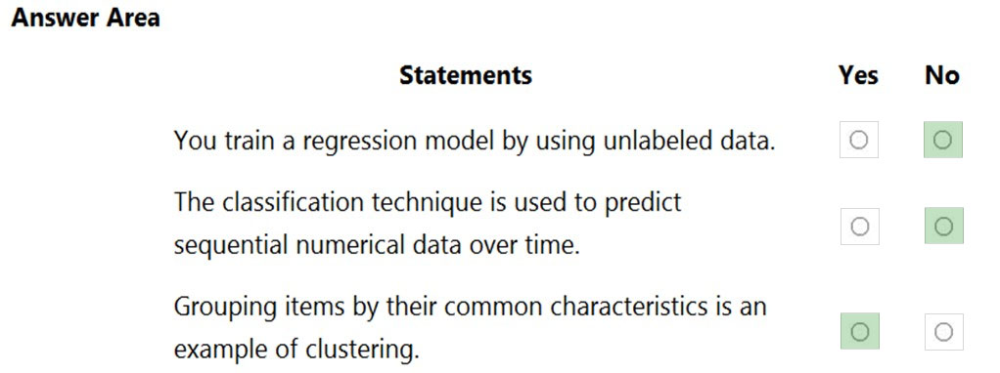 Answer Area
Statements Yes No
You train a regression model by using unlabeled data.
The classification technique is used to predict
sequential numerical data over time.
Grouping items by their common characteristics is an
example of clustering.